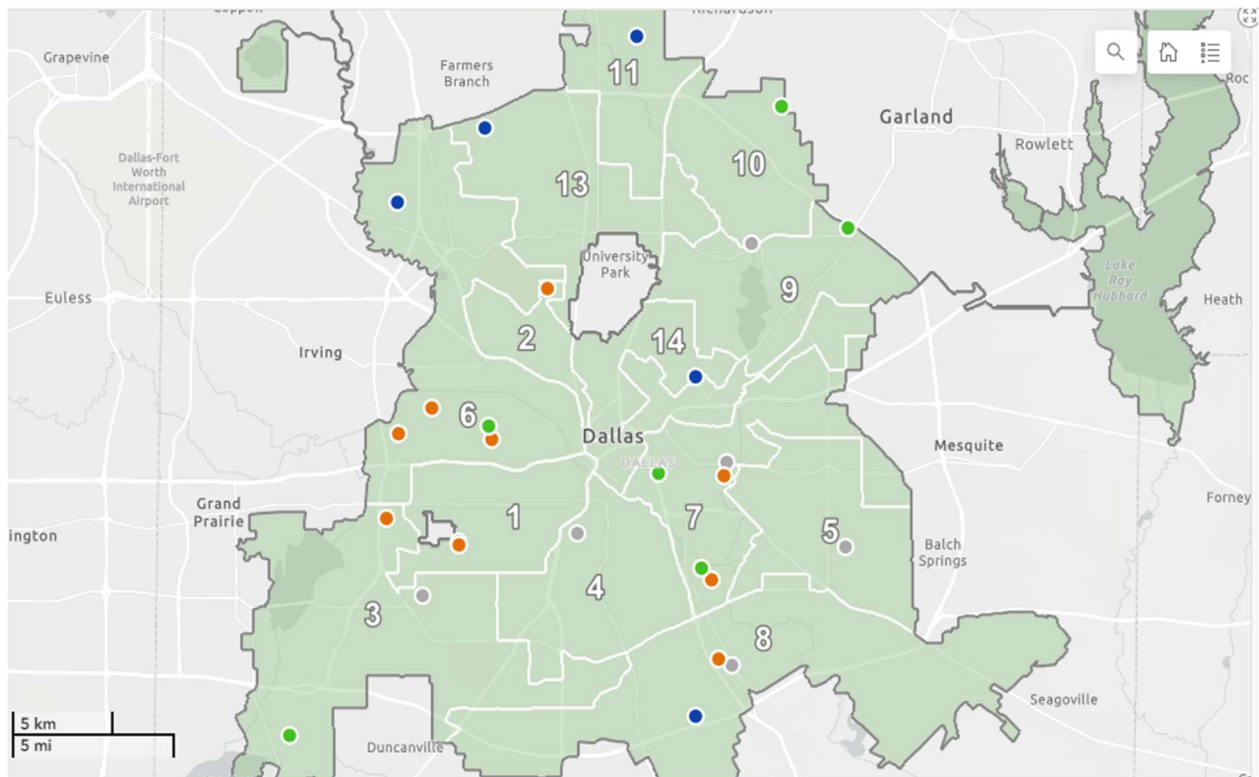 Grapevine
Farmers
Branch
11
Garland
Roc
Rowlett
Dallas-Fort
Worth
International
Airport
10
13
University
Park
Lake
Ray
Hubbard
Euless
9
Heath
2
14
Irving
6
Dallas
DALLAS
Mesquite
Grand
Prairie
Forney
1
7
5
ington
Balch
Springs
4
3
8
Seagoville
5 km
5 mi
Duncanville